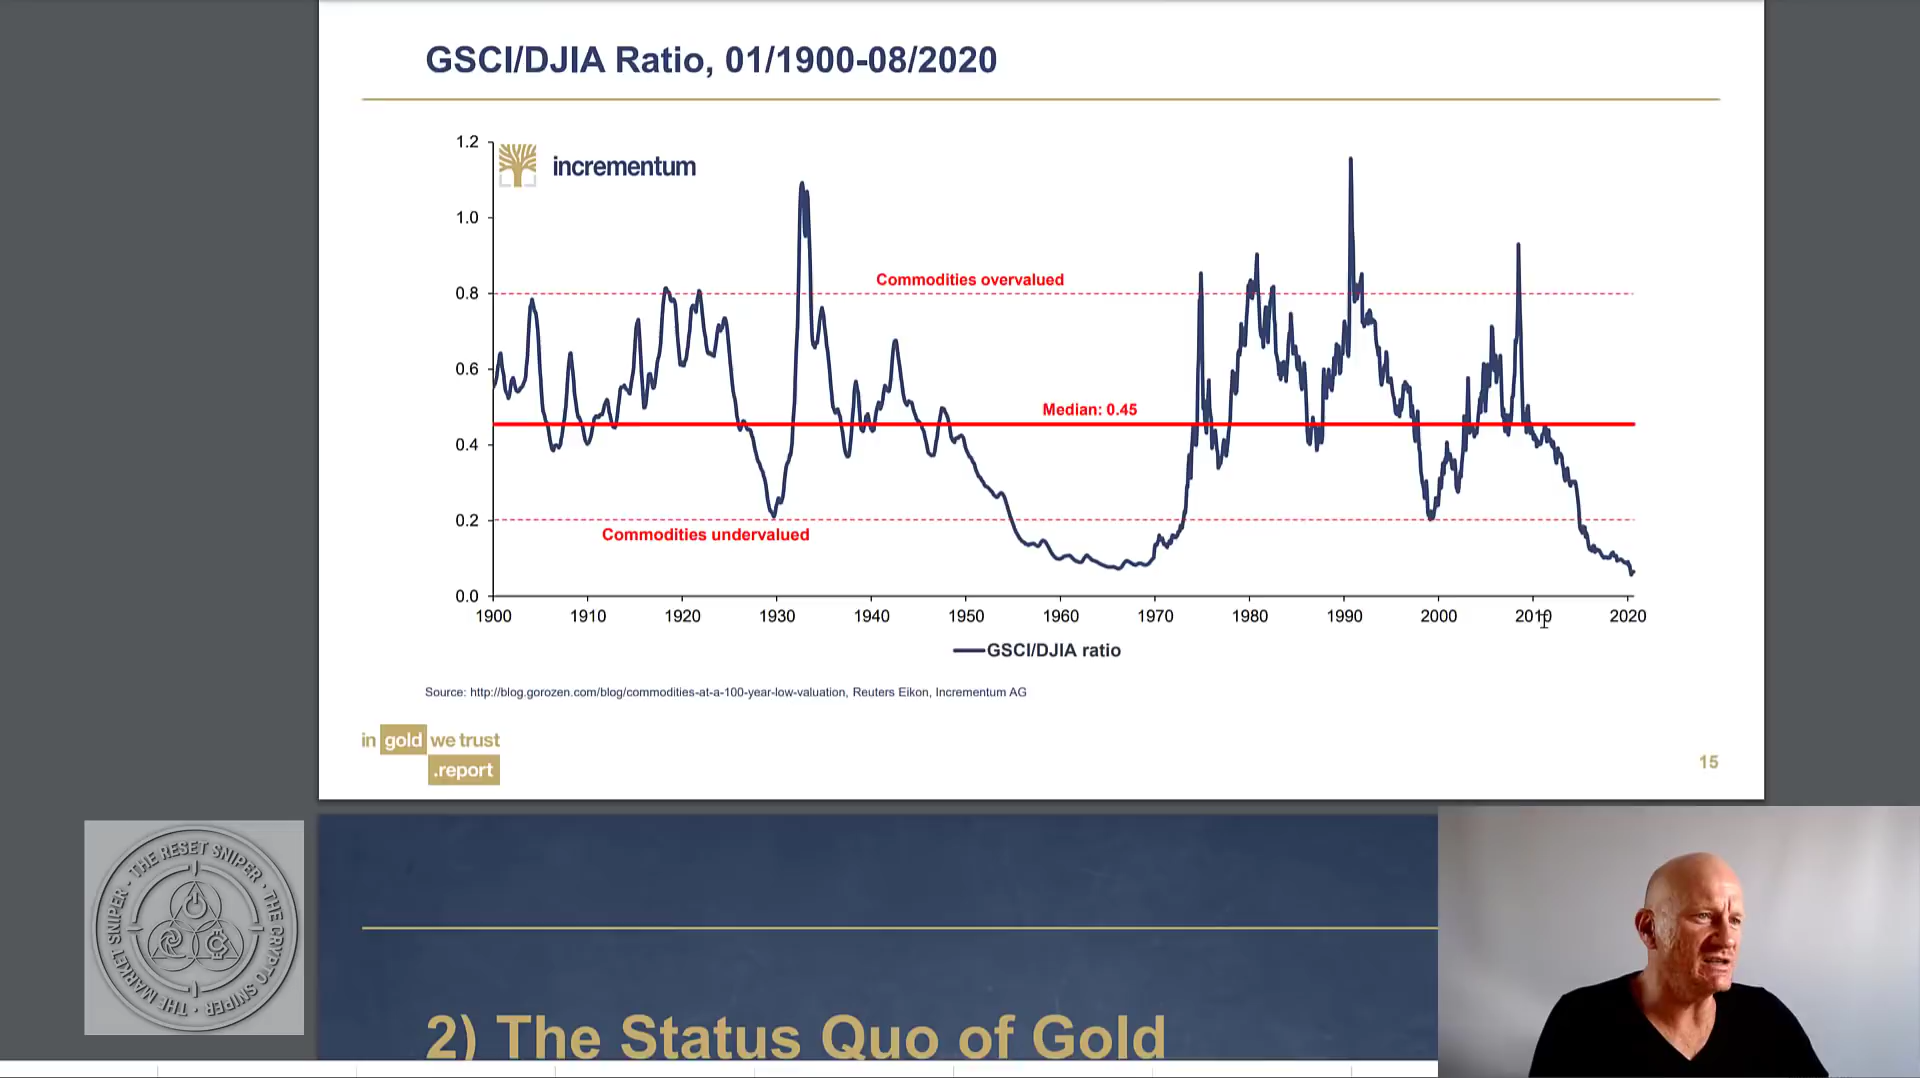 GSCI/DJIA Ratio, 01/1900-08/2020
incrementum
1.2
1.0
0.8
0.6
0.4
0.2
0.0
Commodities overvalued
Median: 0.45
Commodities undervalued
1900 1910 1920 1930 1940 1950 1960 1970 1980 1990 2000 2010 2020
GSCI/DJIA ratio
Source: http://blog.gorozen.com/blog/commodities-at-a-100-year-low-valuation, Reuters Eikon, Incrementum AG
in gold we trust
.report
15
THE RESET SNIPER · THE CRYPTO SNIPER · THE MARKET SNIPER ·
2) The Status Quo of Gold